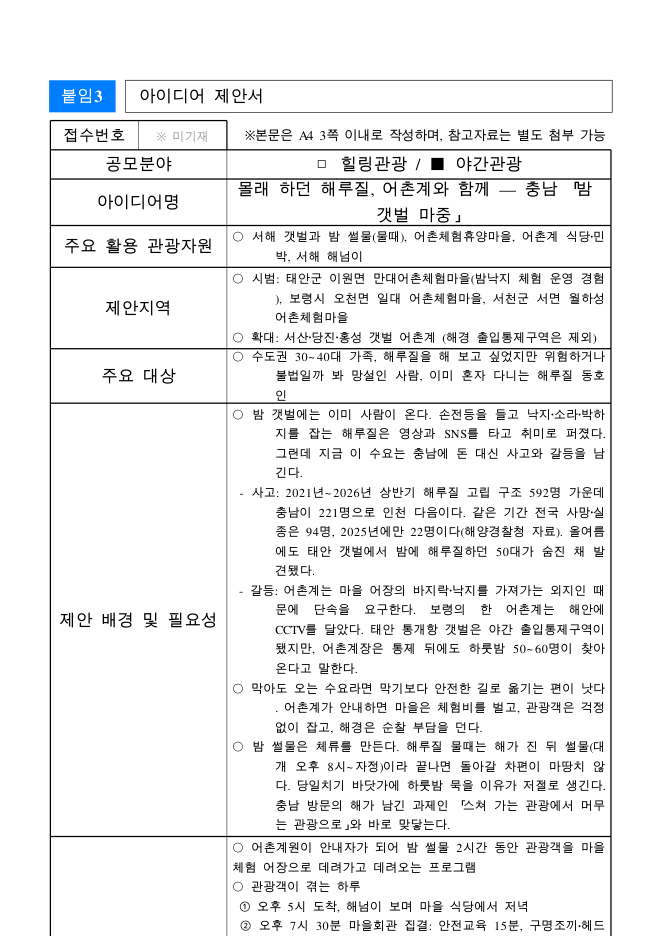 붙임3
아이디어 제안서
접수번호
※ 미기재
※본문은 A4 3쪽 이내로 작성하며, 참고자료는 별도 첨부 가능
공모분야
□ 힐링관광 / ■ 야간관광
아이디어명
몰래 하던 해루질, 어촌계와 함께 — 충남 「밤
갯벌 마중」
주요 활용 관광자원
○ 서해 갯벌과 밤 썰물(물때), 어촌체험휴양마을, 어촌계 식당·민
박, 서해 해넘이
제안지역
○ 시범: 태안군 이원면 만대어촌체험마을(밤낙지 체험 운영 경험
), 보령시 오천면 일대 어촌체험마을, 서천군 서면 월하성
어촌체험마을
○ 확대: 서산·당진·홍성 갯벌 어촌계 (해경 출입통제구역은 제외)
주요 대상
○ 수도권 30~40대 가족, 해루질을 해 보고 싶었지만 위험하거나
불법일까 봐 망설인 사람, 이미 혼자 다니는 해루질 동호
인
제안 배경 및 필요성
○ 밤 갯벌에는 이미 사람이 온다. 손전등을 들고 낙지·소라·박하
지를 잡는 해루질은 영상과 SNS를 타고 취미로 퍼졌다.
그런데 지금 이 수요는 충남에 돈 대신 사고와 갈등을 남
긴다.
- 사고: 2021년~2026년 상반기 해루질 고립 구조 592명 가운데
충남이 221명으로 인천 다음이다. 같은 기간 전국 사망·실
종은 94명, 2025년에만 22명이다(해양경찰청 자료). 올여름
에도 태안 갯벌에서 밤에 해루질하던 50대가 숨진 채 발
견됐다.
- 갈등: 어촌계는 마을 어장의 바지락·낙지를 가져가는 외지인 때
문에 단속을 요구한다. 보령의 한 어촌계는 해안에
CCTV를 달았다. 태안 통개항 갯벌은 야간 출입통제구역이
됐지만, 어촌계장은 통제 뒤에도 하룻밤 50~60명이 찾아
온다고 말한다.
○ 막아도 오는 수요라면 막기보다 안전한 길로 옮기는 편이 낫다
. 어촌계가 안내하면 마을은 체험비를 벌고, 관광객은 걱정
없이 잡고, 해경은 순찰 부담을 던다.
○ 밤 썰물은 체류를 만든다. 해루질 물때는 해가 진 뒤 썰물(대
개 오후 8시~자정)이라 끝나면 돌아갈 차편이 마땅치 않
다. 당일치기 바닷가에 하룻밤 묵을 이유가 저절로 생긴다.
충남 방문의 해가 남긴 과제인 「스쳐 가는 관광에서 머무
는 관광으로」와 바로 맞닿는다.
○ 어촌계원이 안내자가 되어 밤 썰물 2시간 동안 관광객을 마을
체험 어장으로 데려가고 데려오는 프로그램
○ 관광객이 겪는 하루
① 오후 5시 도착, 해넘이 보며 마을 식당에서 저녁
② 오후 7시 30분 마을회관 집결: 안전교육 15분, 구명조끼·헤드